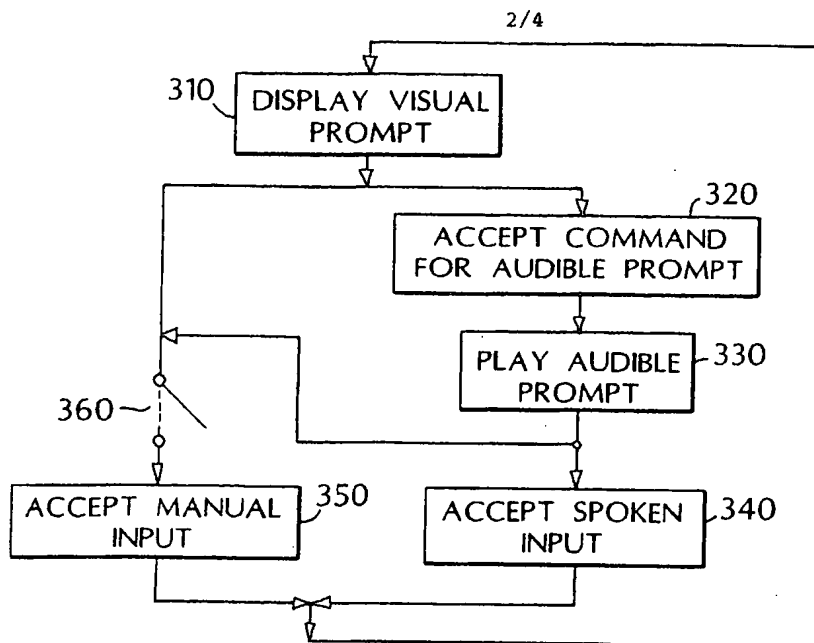 2/4
310
DISPLAY VISUAL
PROMPT
320
ACCEPT COMMAND
FOR AUDIBLE PROMPT
330
PLAY AUDIBLE
PROMPT
360
350
ACCEPT MANUAL
INPUT
340
ACCEPT SPOKEN
INPUT